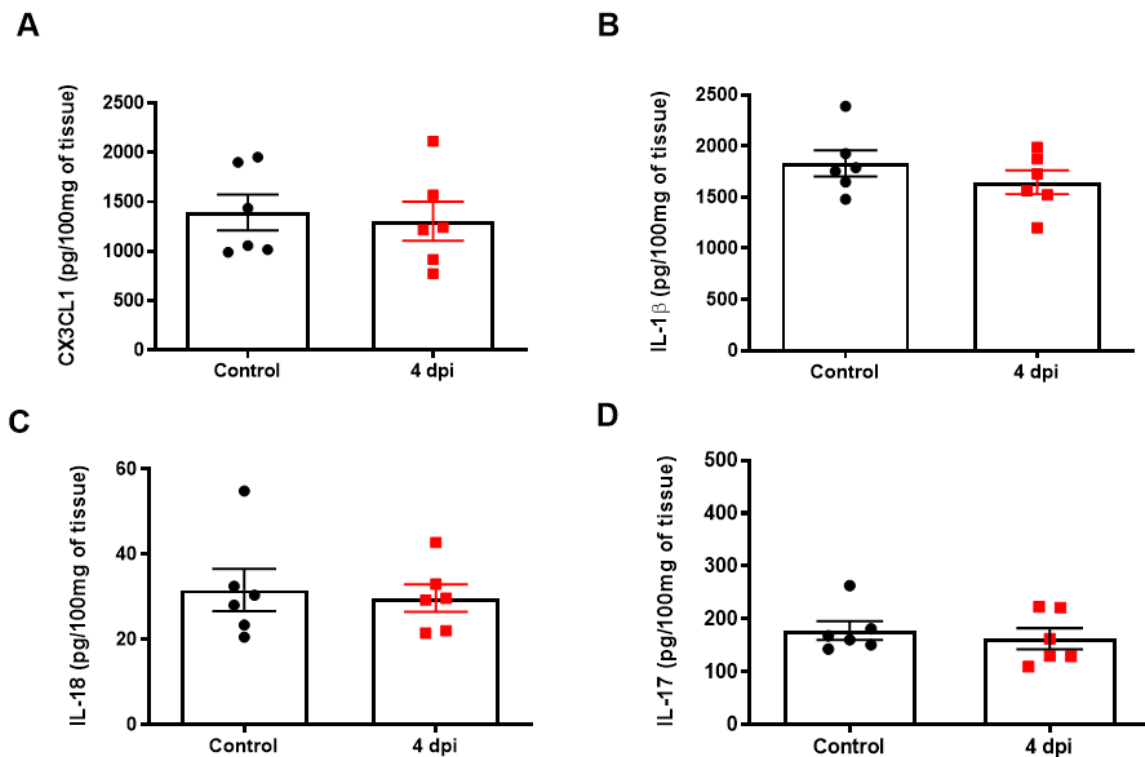 A
CX3CL1 (pg/100mg of tissue)
2500
2000
1500
1000
500
0
Control
4 dpi
B
IL-1β (pg/100mg of tissue)
2500
2000
1500
1000
500
0
Control
4 dpi
C
IL-18 (pg/100mg of tissue)
60
40
20
0
Control
4 dpi
D
IL-17 (pg/100mg of tissue)
500
400
300
200
100
0
Control
4 dpi